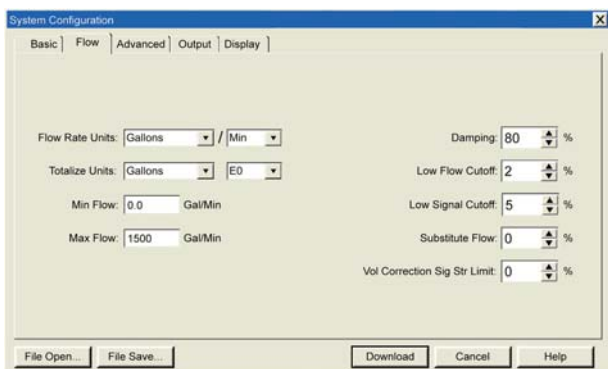 System Configuration
Basic Flow Advanced Output Display
Flow Rate Units: Gallons / Min
Totalize Units: Gallons E0
Min Flow: 0.0 Gal/Min
Max Flow: 1500 Gal/Min
Damping: 80 %
Low Flow Cutoff: 2 %
Low Signal Cutoff: 5 %
Substitute Flow: 0 %
Vol Correction Sig Str Limit: 0 %
File Open... File Save... Download Cancel Help